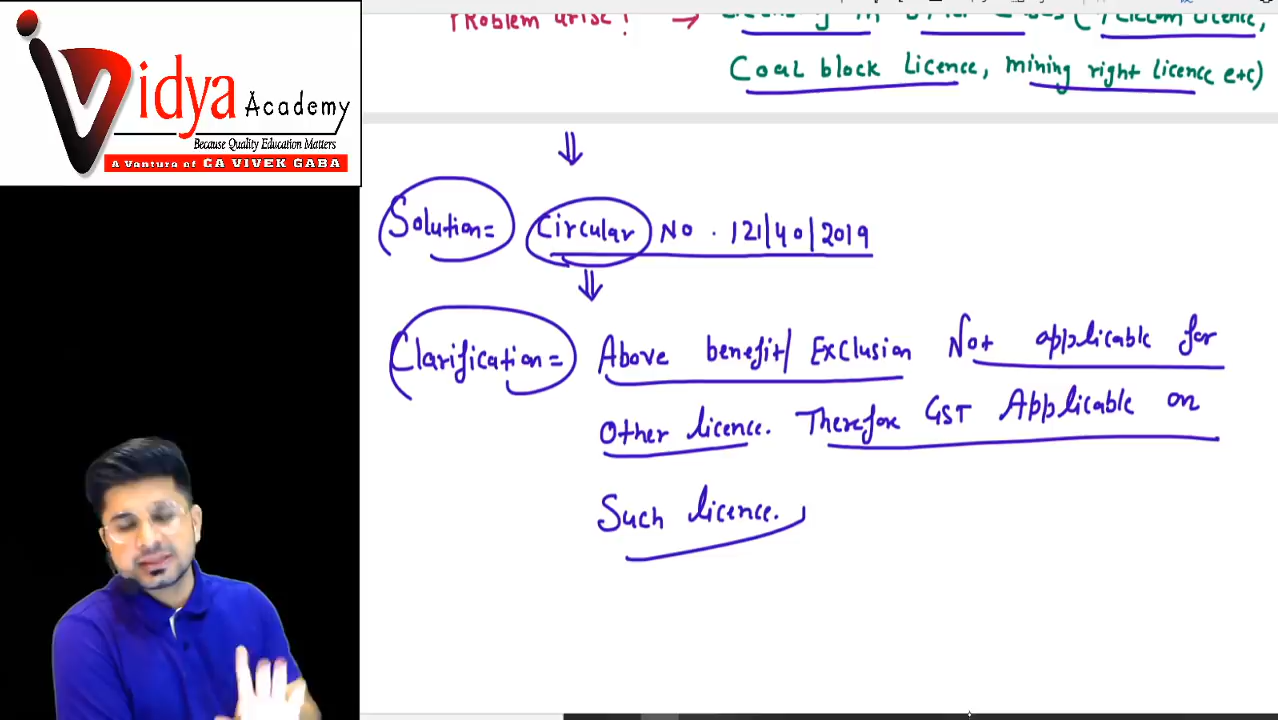 Vidya Academy
Because Quality Education Matters
A Vantura of CA VIVEK GABA
Problem arise! →
Coal block Licence, mining right licence etc)
Solution= Circular NO. 121/40/2019
Clarification= Above benefit/ Exclusion Not applicable for
Other licence. Therefore GST Applicable on
Such licence.